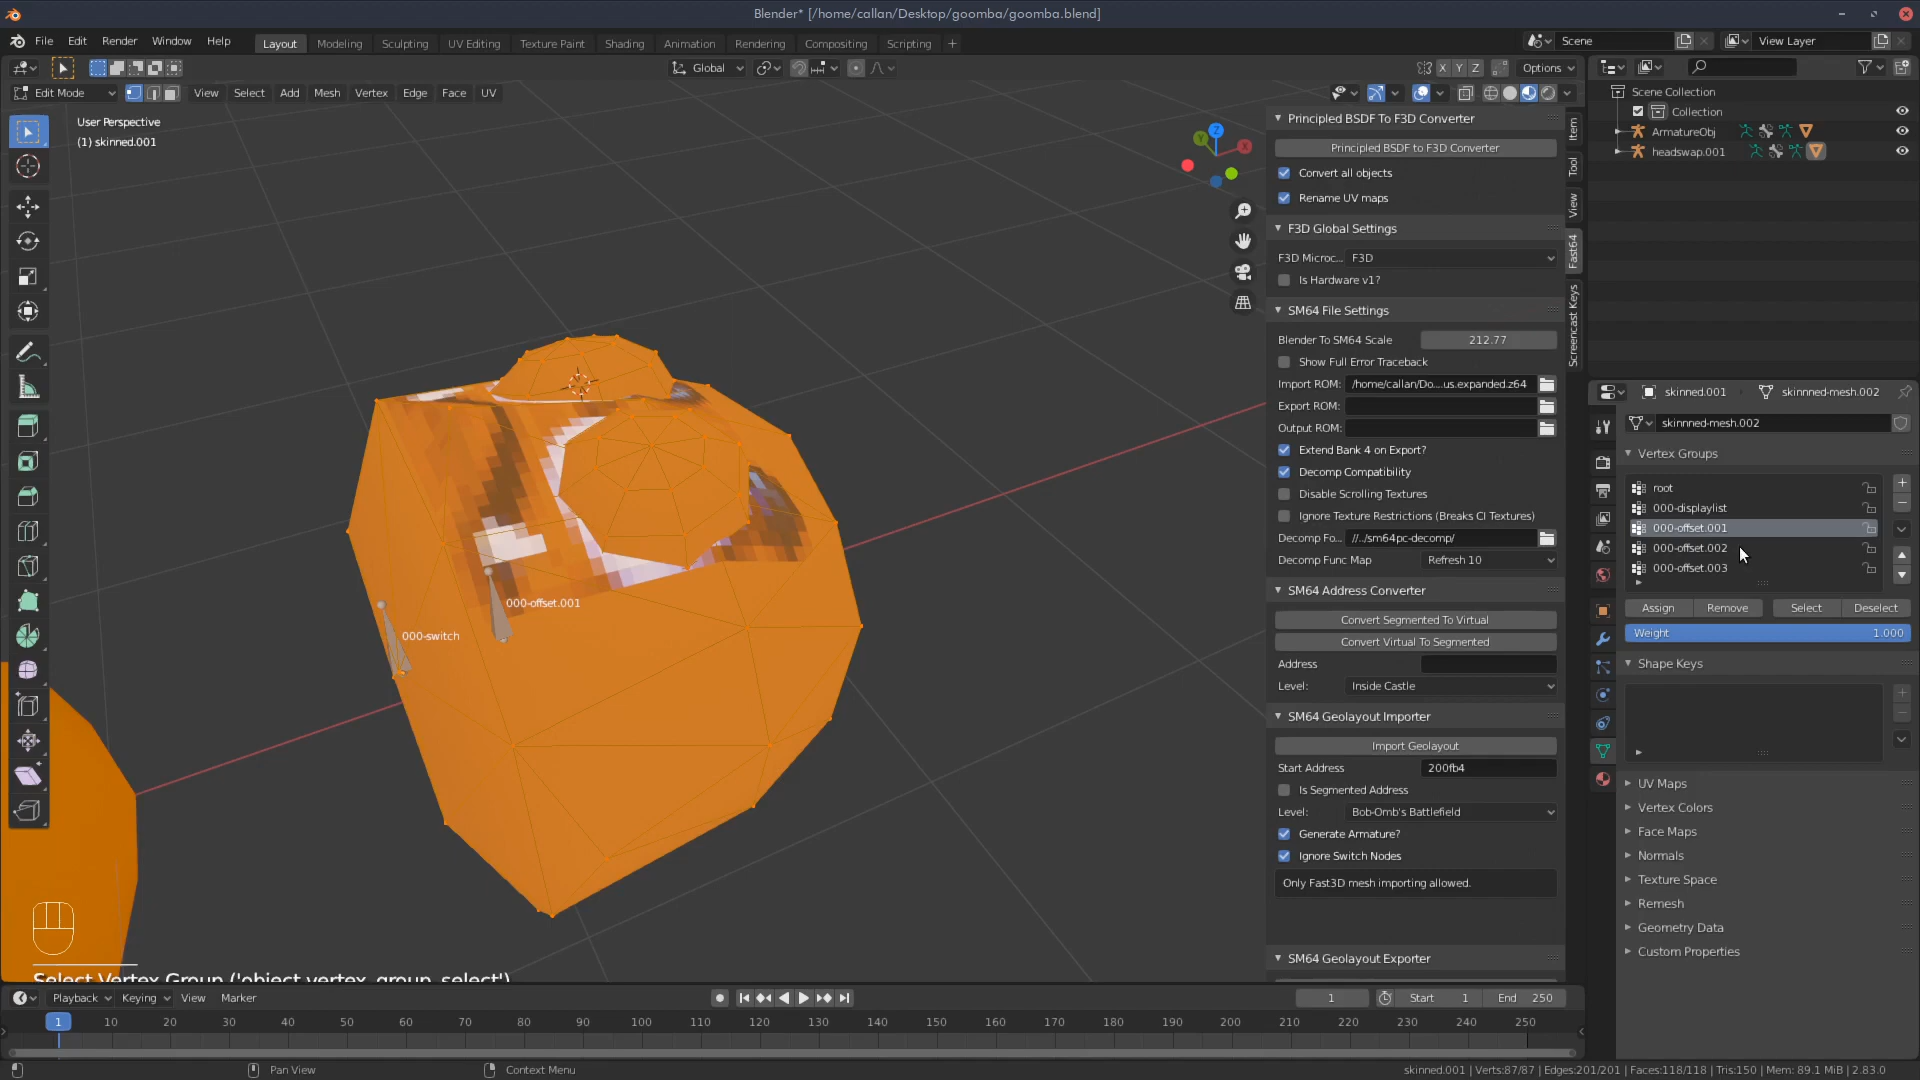 Blender* [/home/callan/Desktop/goomba/goomba.blend]
File Edit Render Window Help
Layout Modeling Sculpting UV Editing Texture Paint Shading Animation Rendering Compositing Scripting +
Scene
View Layer
Global
X Y Z
Options
Edit Mode
View Select Add Mesh Vertex Edge Face UV
User Perspective
(1) skinned.001
000-offset.001
000-switch
Select Vertex Group ('object.vertex_group_select')
Principled BSDF To F3D Converter
Principled BSDF to F3D Converter
Convert all objects
Rename UV maps
F3D Global Settings
F3D Microc... F3D
Is Hardware v1?
SM64 File Settings
Blender To SM64 Scale 212.77
Show Full Error Traceback
Import ROM: /home/callan/Do....us.expanded.z64
Export ROM:
Output ROM:
Extend Bank 4 on Export?
Decomp Compatibility
Disable Scrolling Textures
Ignore Texture Restrictions (Breaks CI Textures)
Decomp Fo... //../sm64pc-decomp/
Decomp Func Map Refresh 10
SM64 Address Converter
Convert Segmented To Virtual
Convert Virtual To Segmented
Address
Level: Inside Castle
SM64 Geolayout Importer
Import Geolayout
Start Address 200fb4
Is Segmented Address
Level: Bob-Omb's Battlefield
Generate Armature?
Ignore Switch Nodes
Only Fast3D mesh importing allowed.
SM64 Geolayout Exporter
Item
Tool
View
Fast64
Screencast Keys
Scene Collection
Collection
ArmatureObj
headswap.001
skinned.001 skinnned-mesh.002
skinnned-mesh.002
Vertex Groups
root
000-displaylist
000-offset.001
000-offset.002
000-offset.003
Assign Remove Select Deselect
Weight 1.000
Shape Keys
UV Maps
Vertex Colors
Face Maps
Normals
Texture Space
Remesh
Geometry Data
Custom Properties
Playback Keying View Marker
1
Start 1 End 250
1 10 20 30 40 50 60 70 80 90 100 110 120 130 140 150 160 170 180 190 200 210 220 230 240 250
Pan View
Context Menu
skinned.001 | Verts:87/87 | Edges:201/201 | Faces:118/118 | Tris:150 | Mem: 89.1 MiB | 2.83.0